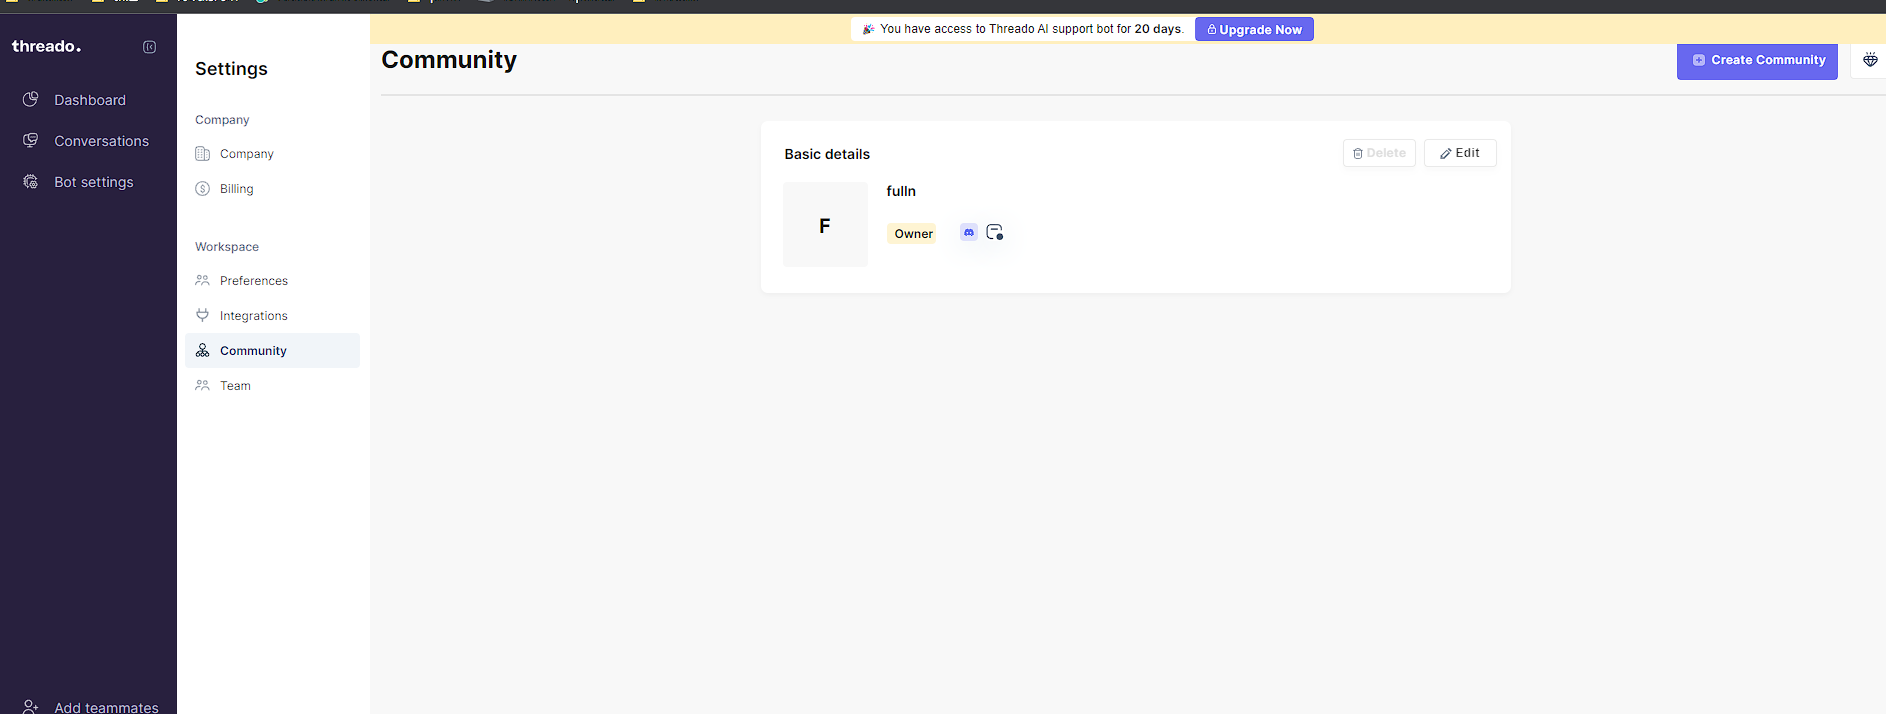 🎉 You have access to Threado AI support bot for 20 days. Upgrade Now
threado.
Dashboard
Conversations
Bot settings
Add teammates
Settings
Company
Company
Billing
Workspace
Preferences
Integrations
Community
Team
Community
Create Community
Basic details
Delete
Edit
F
fulln
Owner